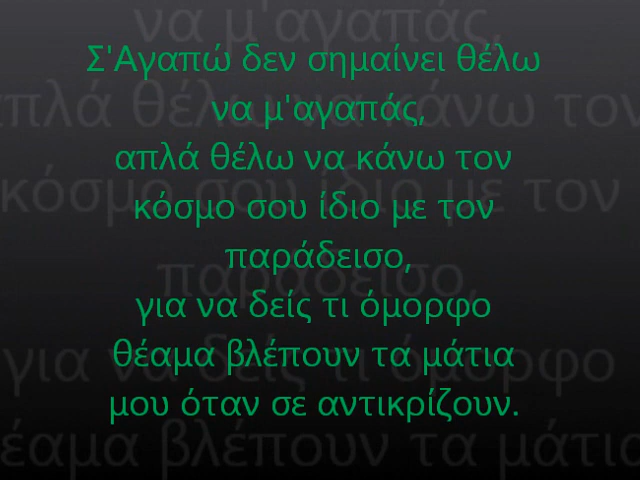 Σ'Αγαπώ δεν σημαίνει θέλω
να μ'αγαπάς,
απλά θέλω να κάνω τον
κόσμο σου ίδιο με τον
παράδεισο,
για να δείς τι όμορφο
θέαμα βλέπουν τα μάτια
μου όταν σε αντικρίζουν.